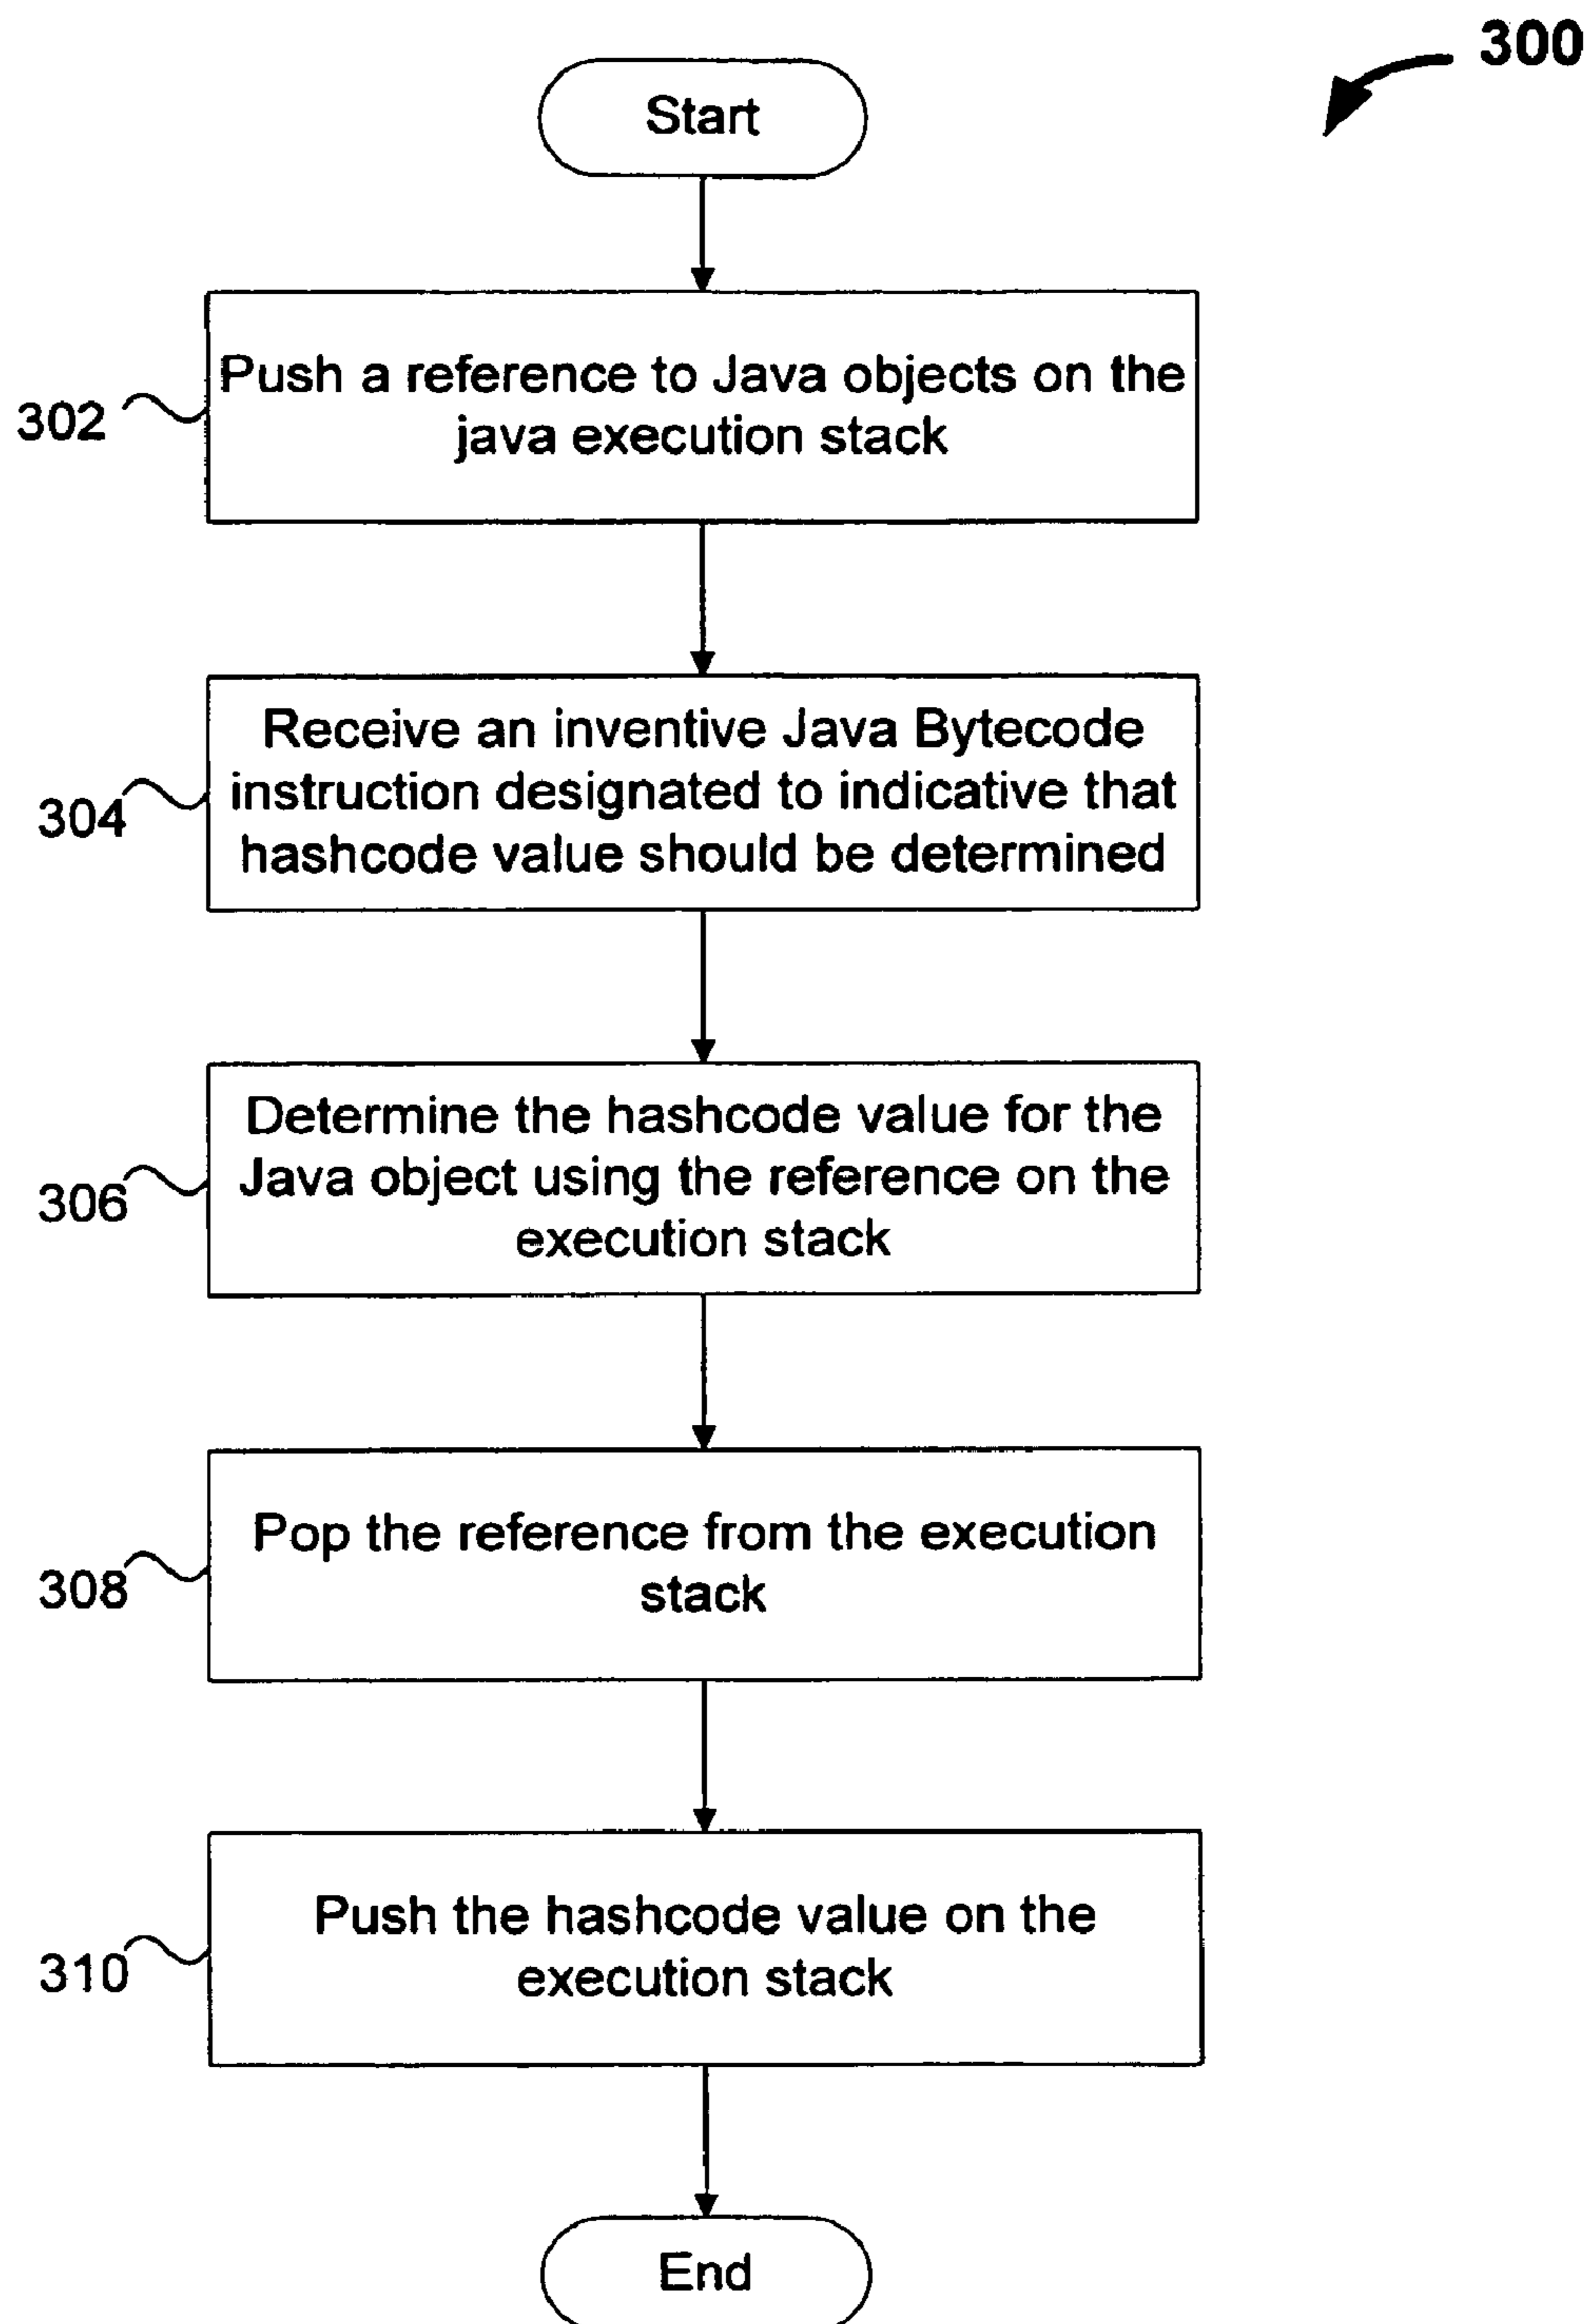 300
Start
Push a reference to Java objects on the
java execution stack
302
Receive an inventive Java Bytecode
instruction designated to indicative that
hashcode value should be determined
304
Determine the hashcode value for the
Java object using the reference on the
execution stack
306
Pop the reference from the execution
stack
308
Push the hashcode value on the
execution stack
310
End